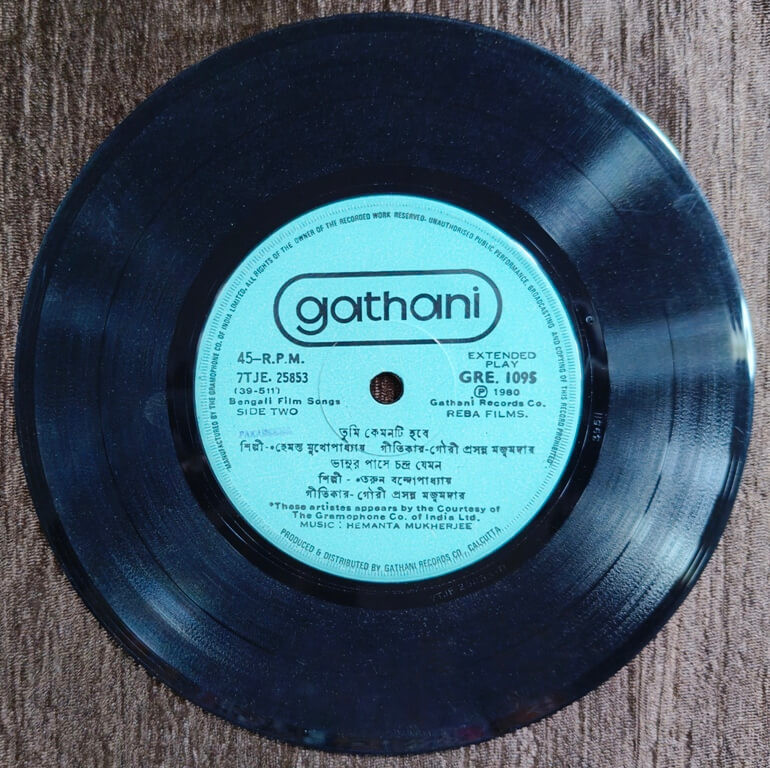 MANUFACTURED BY THE GRAMOPHONE CO. OF INDIA LIMITED. ALL RIGHTS OF THE OWNER OF THE RECORDED WORK RESERVED. UNAUTHORISED PUBLIC PERFORMANCE, BROADCASTING AND COPYING OF THIS RECORD PROHIBITED
gathani
45-R.P.M.
EXTENDED
PLAY
7TJE. 25853
GRE. 1095
(39-511)
Ⓟ 1980
Bengali Film Songs
Gathani Records Co.
SIDE TWO
REBA FILMS.
তুমি কেমনটি হবে
শিল্পী-*হেমন্ত মুখোপাধ্যায় গীতিকার-গৌরী প্রসন্ন মজুমদার
ভানুর পাসে চন্দ্র যেমন
শিল্পী - *তরুন বন্দোপাধ্যায়
গীতিকার- গৌরী প্রসন্ন মজুমদার
*These artistes appears by the Courtesy of
The Gramophone Co. of India Ltd.
MUSIC : HEMANTA MUKHERJEE
PRODUCED & DISTRIBUTED BY GATHANI RECORDS CO., CALCUTTA.